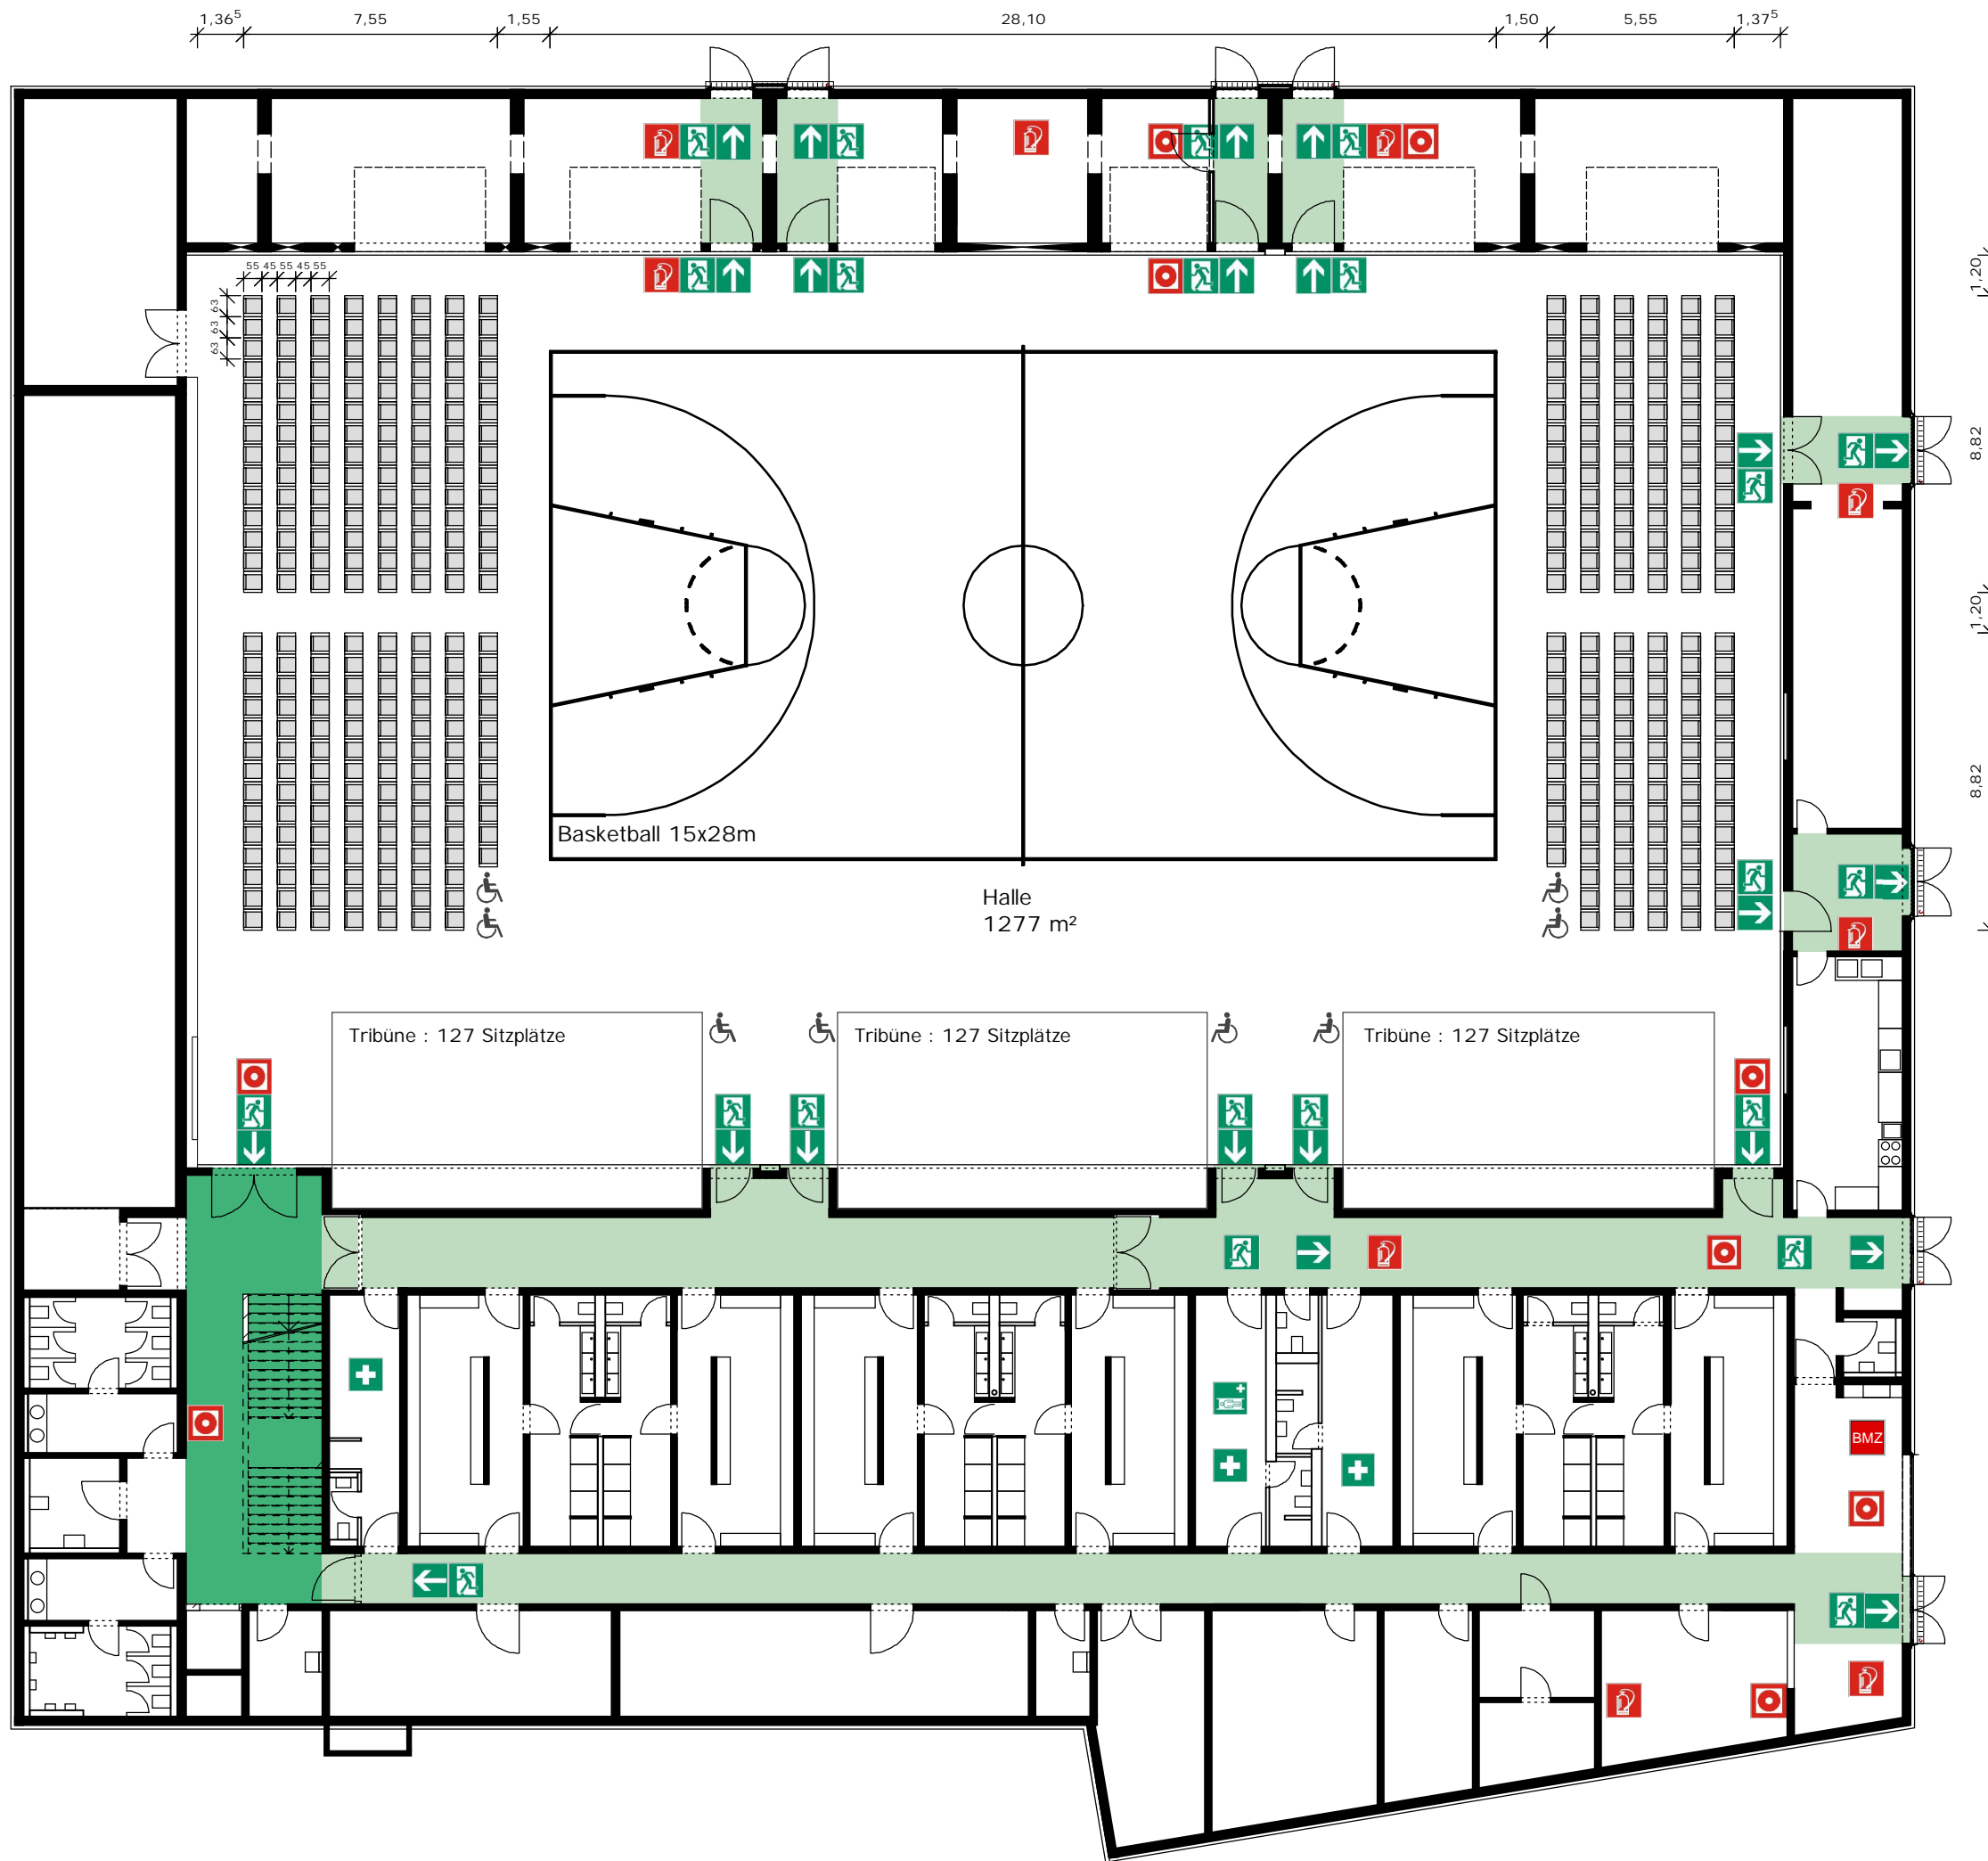 1,36⁵ 7,55 1,55 28,10 1,50 5,55 1,37⁵
55 45 55 45 55
63
63
63
1,20
8,82
1,20
8,82
Basketball 15x28m
Halle
1277 m²
Tribüne : 127 Sitzplätze Tribüne : 127 Sitzplätze Tribüne : 127 Sitzplätze
BMZ